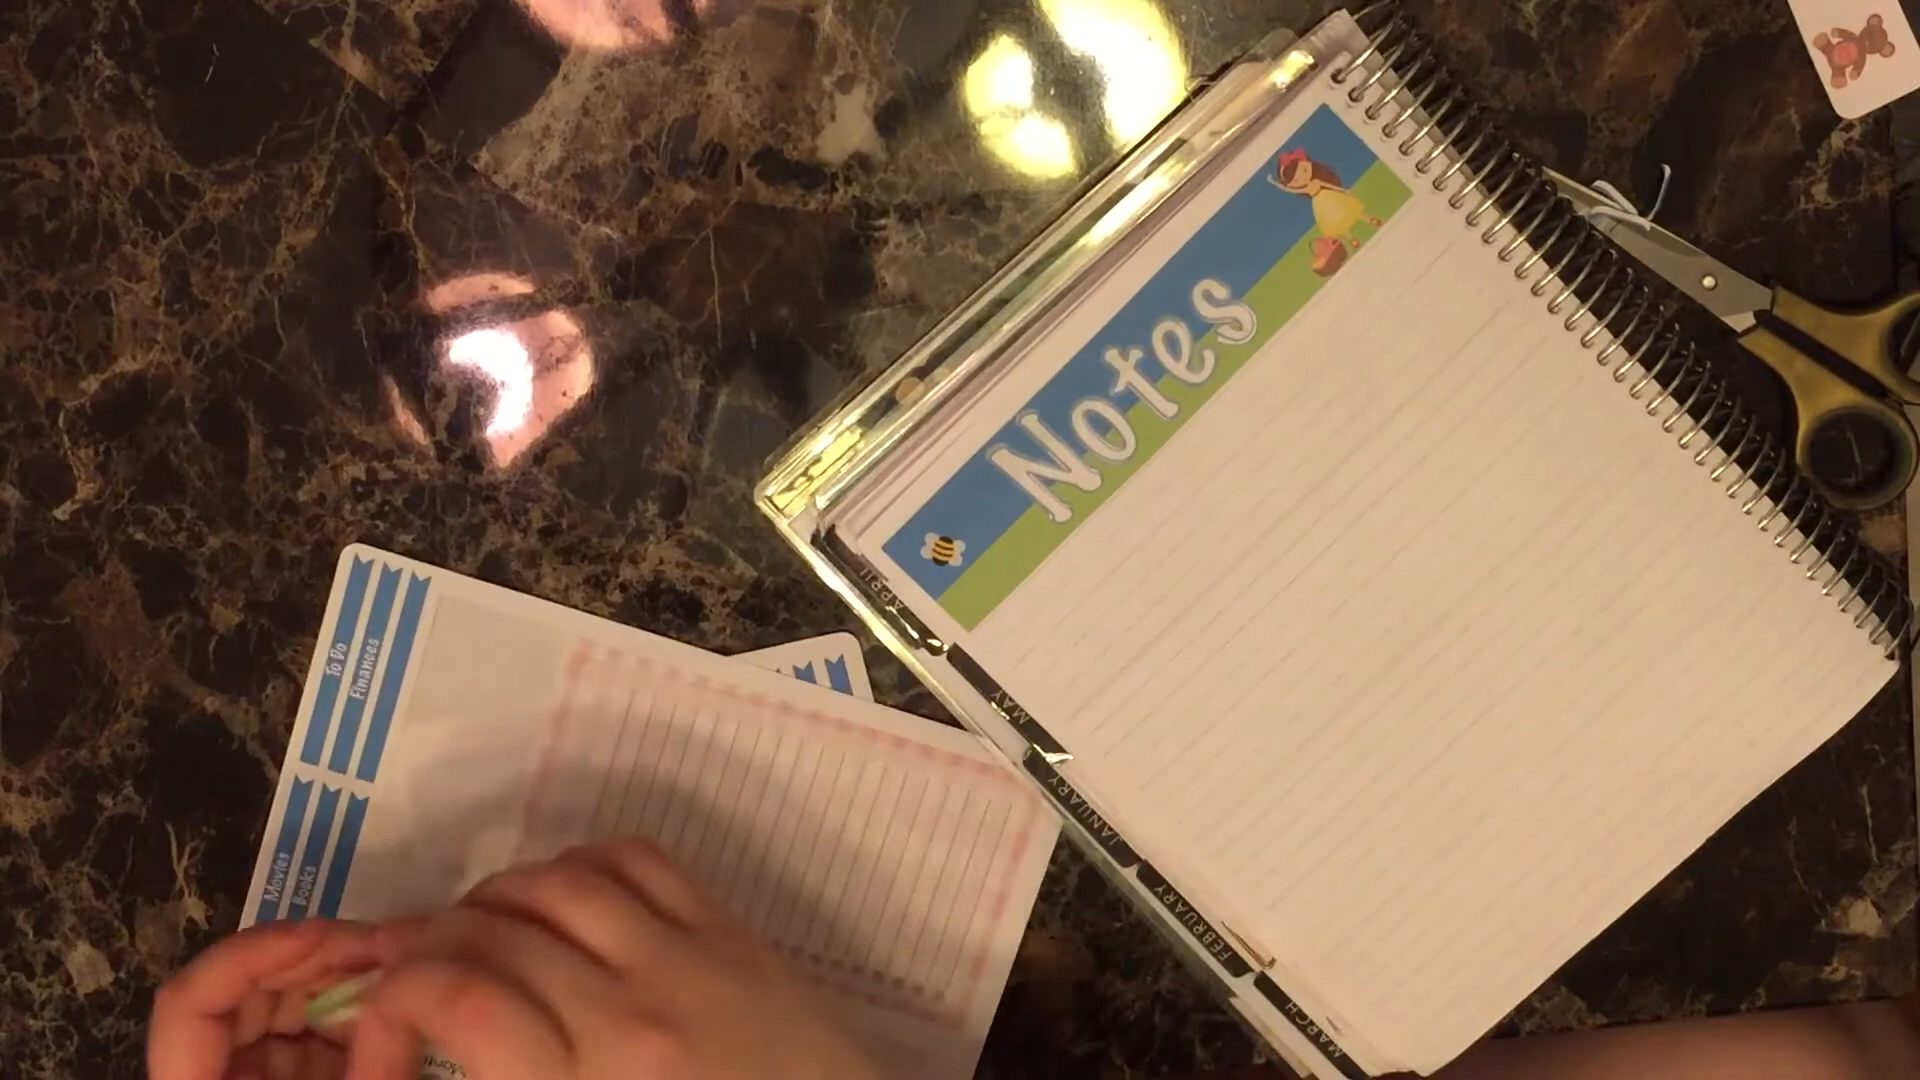 Notes
APRIL
MAY
JANUARY
FEBRUARY
MARCH
To Do
Finances
Movies
Books